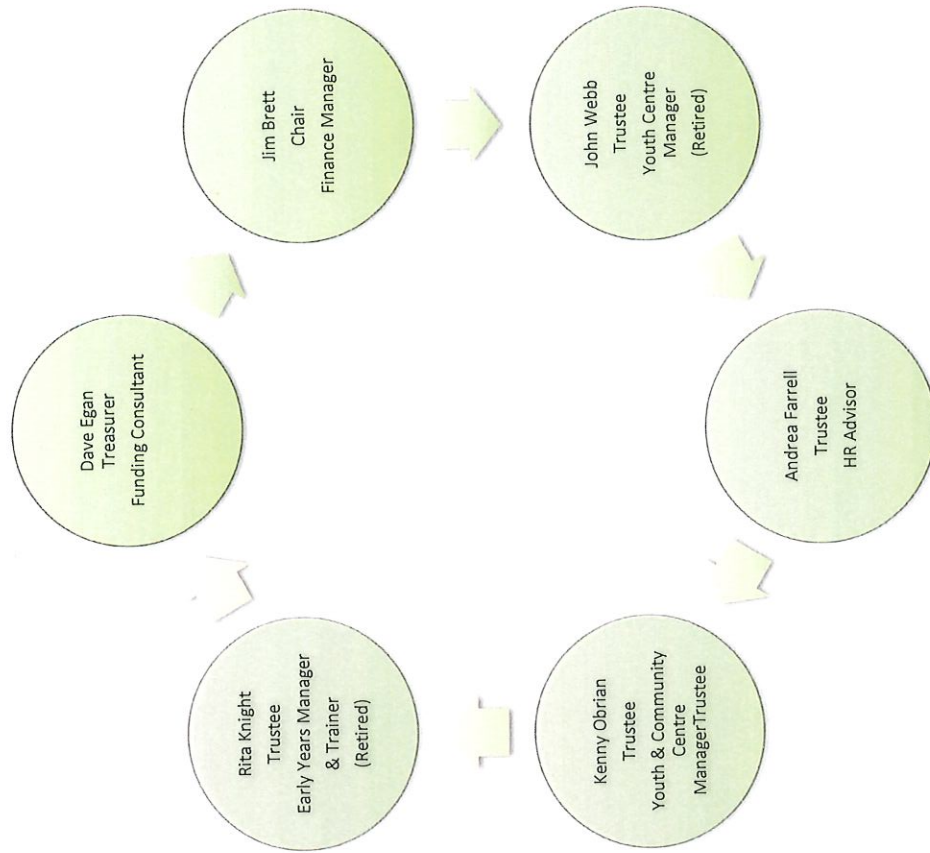 Dave Egan
Treasurer
Funding Consultant
Jim Brett
Chair
Finance Manager
John Webb
Trustee
Youth Centre
Manager
(Retired)
Andrea Farrell
Trustee
HR Advisor
Kenny Obrian
Trustee
Youth & Community
Centre
ManagerTrustee
Rita Knight
Trustee
Early Years Manager
& Trainer
(Retired)